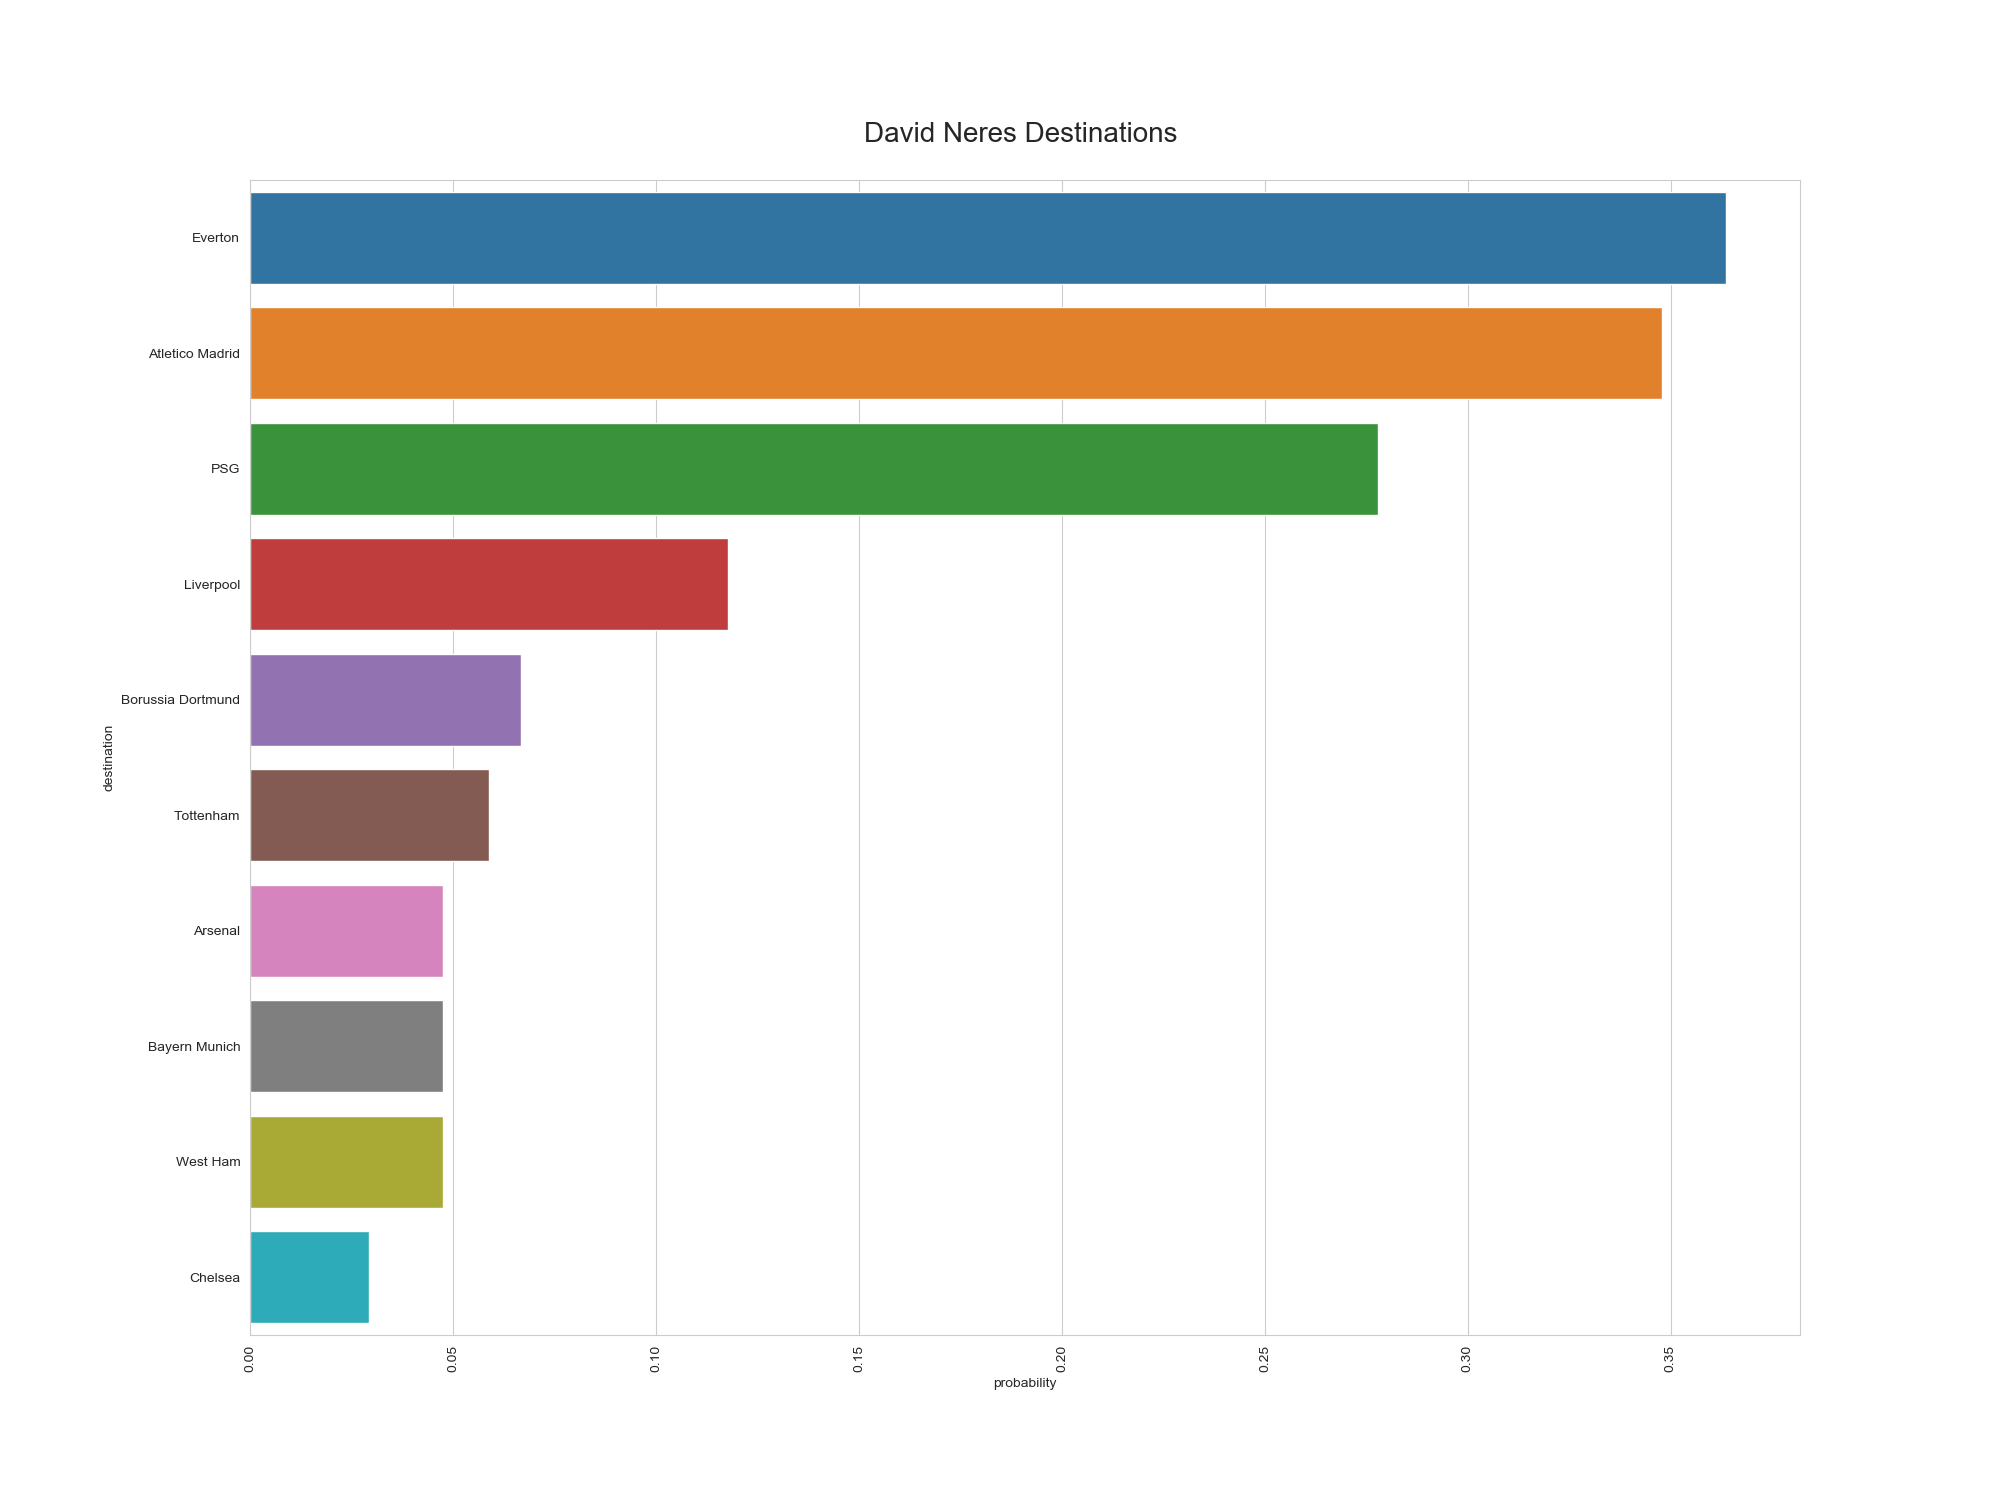 David Neres Destinations
Everton
Atletico Madrid
PSG
Liverpool
Borussia Dortmund
Tottenham
Arsenal
Bayern Munich
West Ham
Chelsea
destination
0.00
0.05
0.10
0.15
0.20
0.25
0.30
0.35
probability